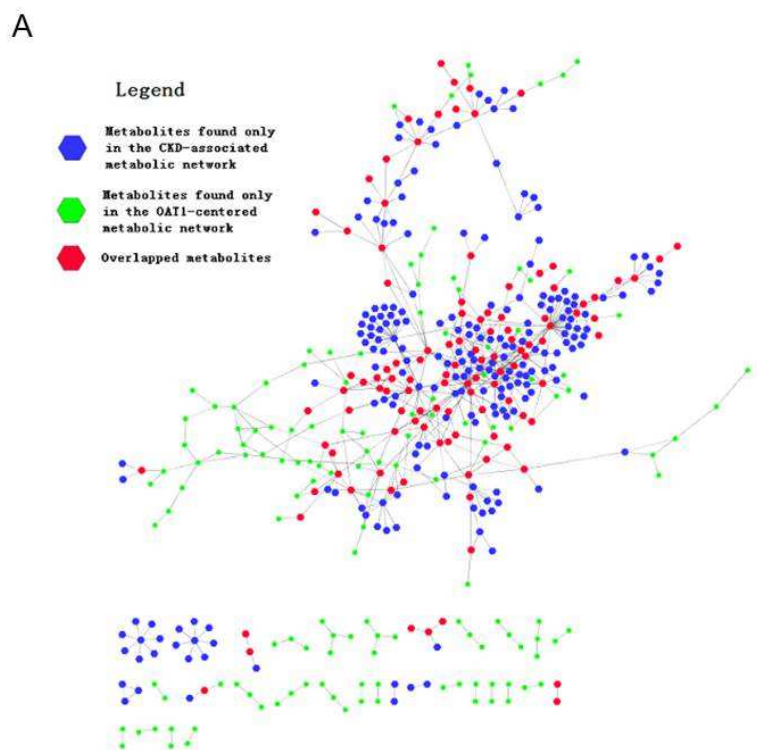 A
Legend
Metabolites found only
in the CKD-associated
metabolic network
Metabolites found only
in the OAT1-centered
metabolic network
Overlapped metabolites